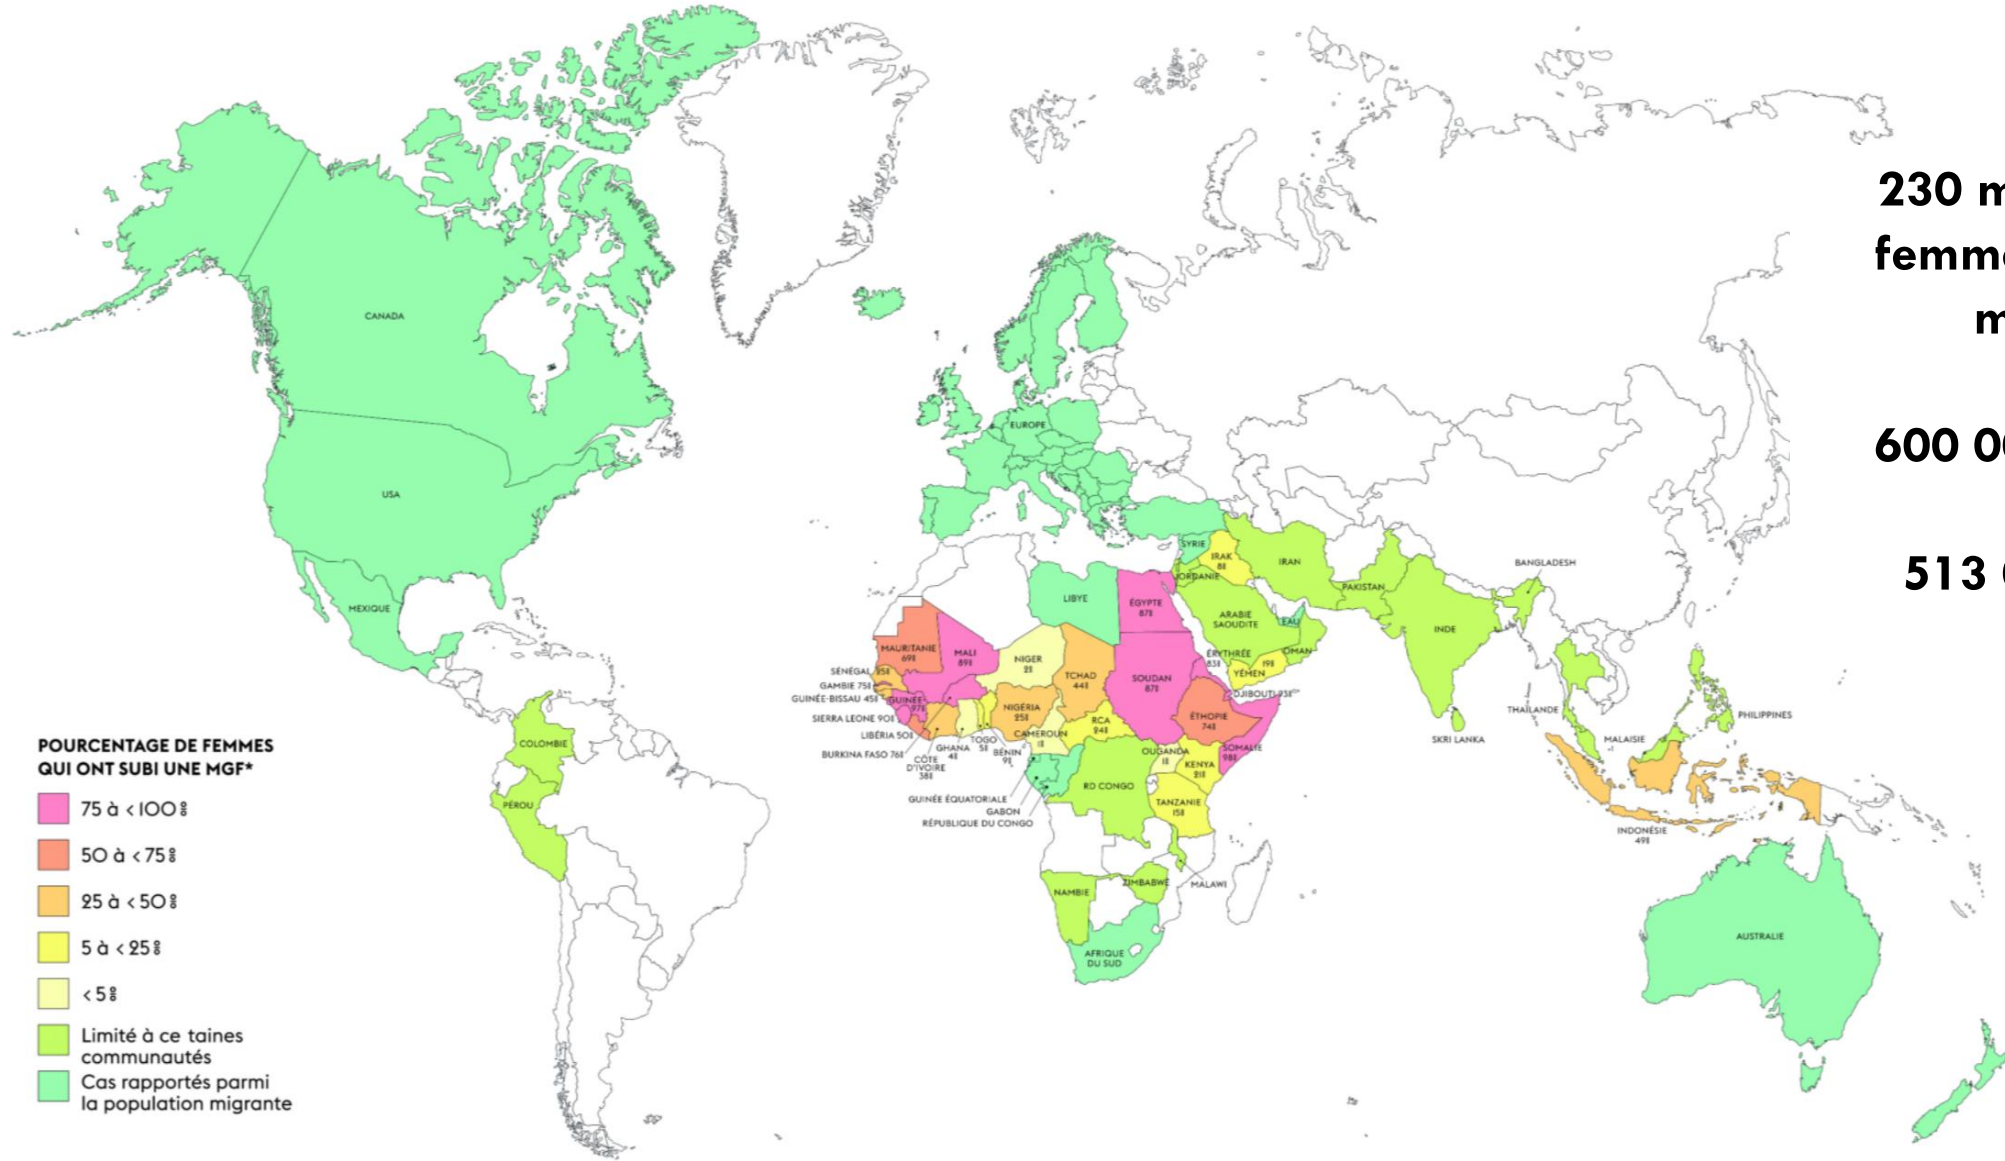 230 m
femme
m
600 00
513 0
CANADA
USA
MEXIQUE
COLOMBIE
PÉROU
EUROPE
SYRIE
IRAK
8%
IRAN
JORDANIE
PAKISTAN
BANGLADESH
LIBYE
ÉGYPTE
87%
ARABIE
SAOUDITE
EAU
INDE
OMAN
MAURITANIE
69%
MALI
89%
NIGER
2%
TCHAD
44%
SOUDAN
87%
ÉRYTHRÉE
83%
19%
YÉMEN
SÉNÉGAL 25%
GAMBIE 75%
GUINÉE-BISSAU 45%
GUINÉE
97%
SIERRA LEONE 90%
LIBÉRIA 50%
BURKINA FASO 76%
CÔTE
D'IVOIRE
38%
GHANA
4%
TOGO
5%
BÉNIN
9%
NIGÉRIA
25%
CAMEROUN
1%
RCA
24%
DJIBOUTI 93%
ÉTHOPIE
74%
SOMALIE
98%
OUGANDA
1%
KENYA
21%
RD CONGO
TANZANIE
15%
GUINÉE ÉQUATORIALE
GABON
RÉPUBLIQUE DU CONGO
NAMBIE
ZIMBABWE
MALAWI
AFRIQUE
DU SUD
SKRI LANKA
THAÏLANDE
MALAISIE
PHILIPPINES
INDONÉSIE
49%
AUSTRALIE
POURCENTAGE DE FEMMES
QUI ONT SUBI UNE MGF*
75 à <100%
50 à <75%
25 à <50%
5 à <25%
<5%
Limité à ce taines
communautés
Cas rapportés parmi
la population migrante